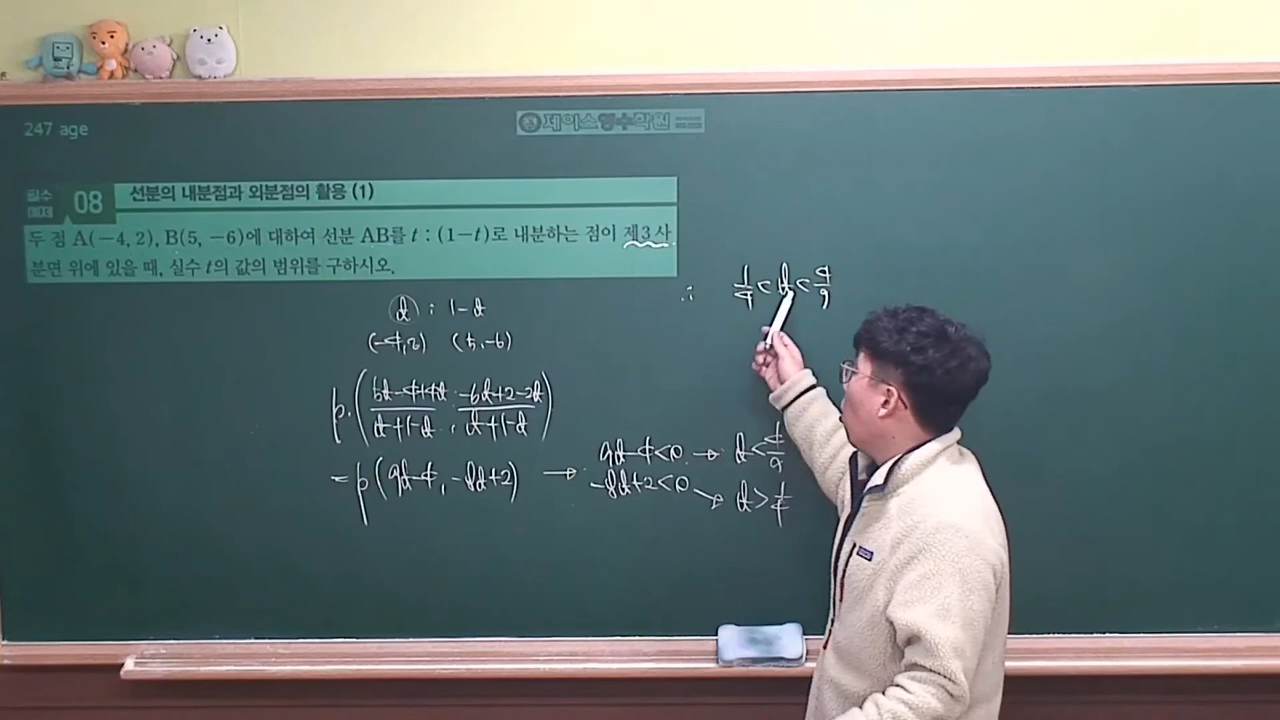 247 age
제이스영수학원
필수 예제 08 선분의 내분점과 외분점의 활용 (1)
두 점 A(−4, 2), B(5, −6)에 대하여 선분 AB를 t : (1−t)로 내분하는 점이 제3사
분면 위에 있을 때, 실수 t의 값의 범위를 구하시오.
t : 1−t
(−4,2) (5,−6)
P(5t−4+4t/t+1−t, −6t+2−2t/t+1−t)
=P(9t−4, −8t+2) → 9t−4<0 → t<4/9
−8t+2<0 → t>1/4
∴ 1/4<t<4/9